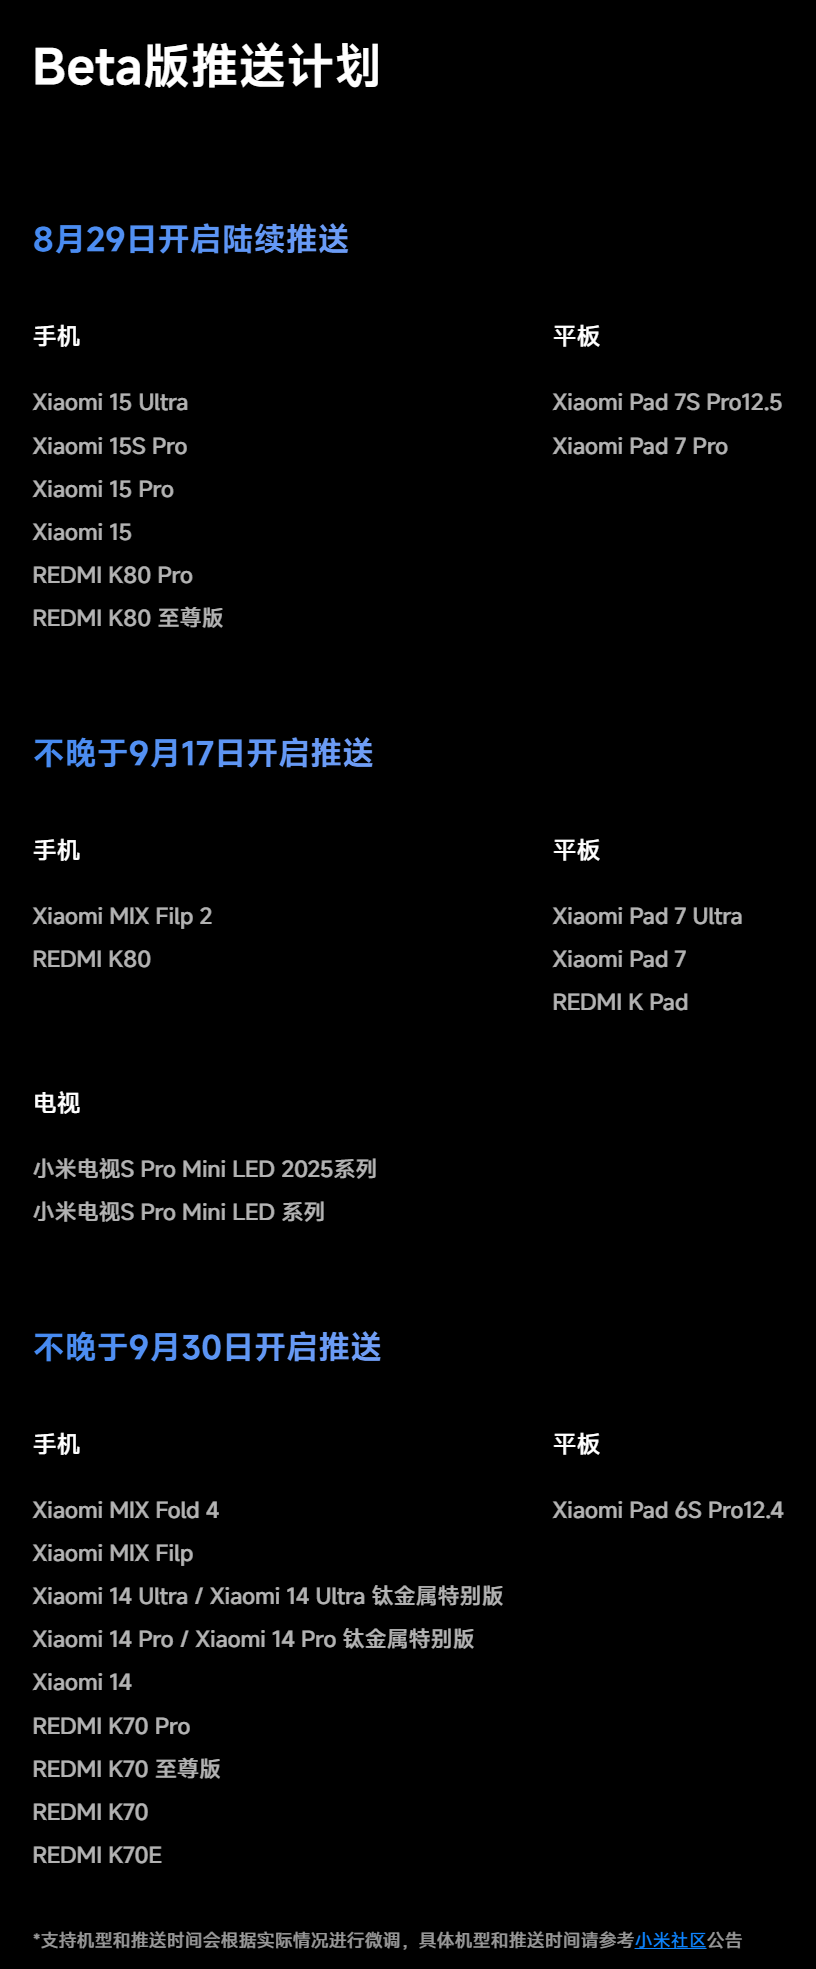 Beta版推送计划
8月29日开启陆续推送
手机
Xiaomi 15 Ultra
Xiaomi 15S Pro
Xiaomi 15 Pro
Xiaomi 15
REDMI K80 Pro
REDMI K80 至尊版
平板
Xiaomi Pad 7S Pro12.5
Xiaomi Pad 7 Pro
不晚于9月17日开启推送
手机
Xiaomi MIX Filp 2
REDMI K80
平板
Xiaomi Pad 7 Ultra
Xiaomi Pad 7
REDMI K Pad
电视
小米电视S Pro Mini LED 2025系列
小米电视S Pro Mini LED 系列
不晚于9月30日开启推送
手机
Xiaomi MIX Fold 4
Xiaomi MIX Filp
Xiaomi 14 Ultra / Xiaomi 14 Ultra 钛金属特别版
Xiaomi 14 Pro / Xiaomi 14 Pro 钛金属特别版
Xiaomi 14
REDMI K70 Pro
REDMI K70 至尊版
REDMI K70
REDMI K70E
平板
Xiaomi Pad 6S Pro12.4
*支持机型和推送时间会根据实际情况进行微调，具体机型和推送时间请参考小米社区公告